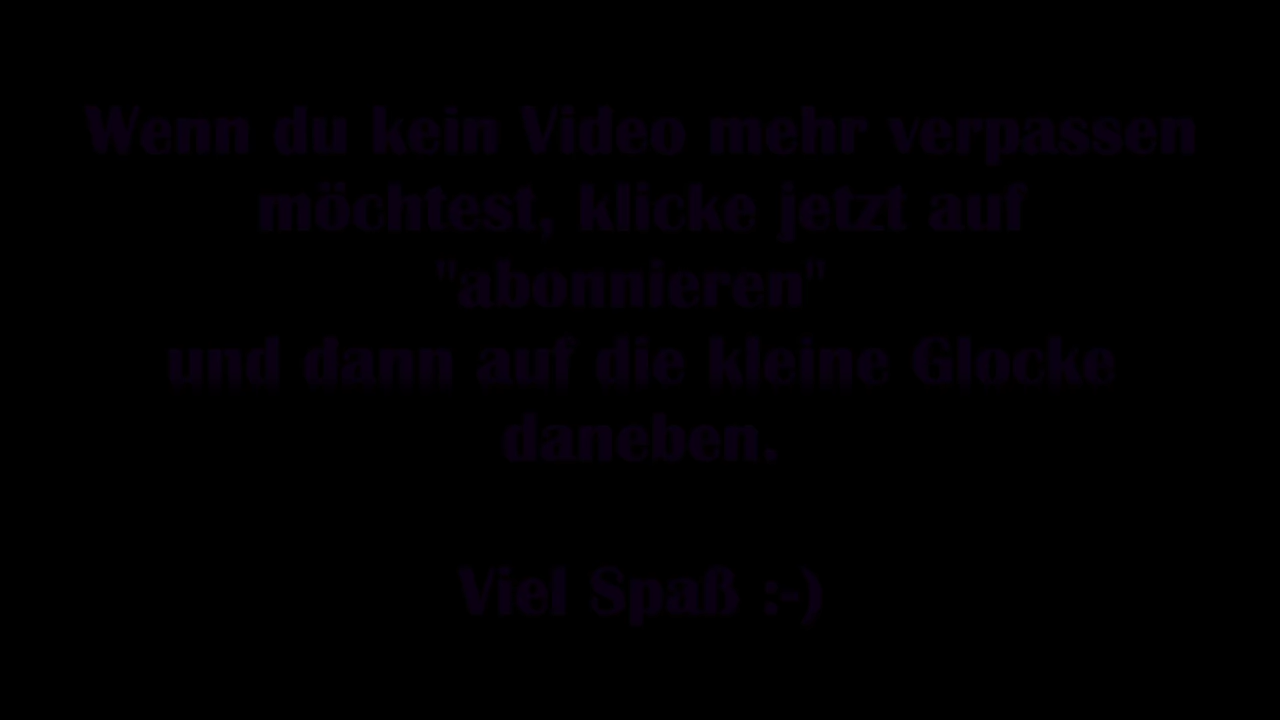 Wenn du kein Video mehr verpassen
möchtest, klicke jetzt auf
"abonnieren"
und dann auf die kleine Glocke
daneben.
Viel Spaß :-)